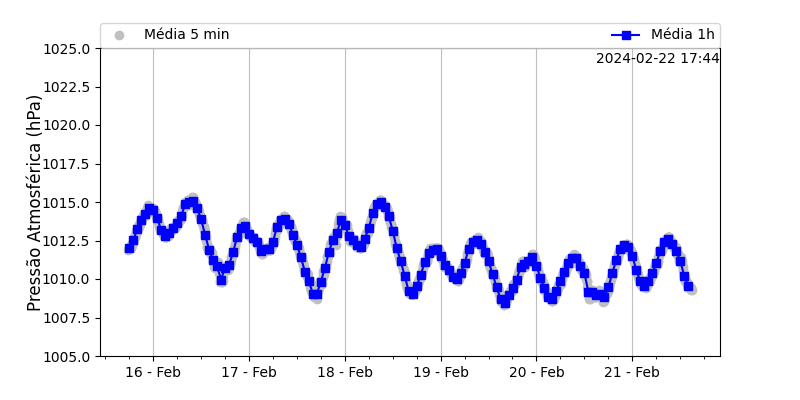 Média 5 min
Média 1h
2024-02-22 17:44
Pressão Atmosférica (hPa)
1025.0
1022.5
1020.0
1017.5
1015.0
1012.5
1010.0
1007.5
1005.0
16 - Feb
17 - Feb
18 - Feb
19 - Feb
20 - Feb
21 - Feb